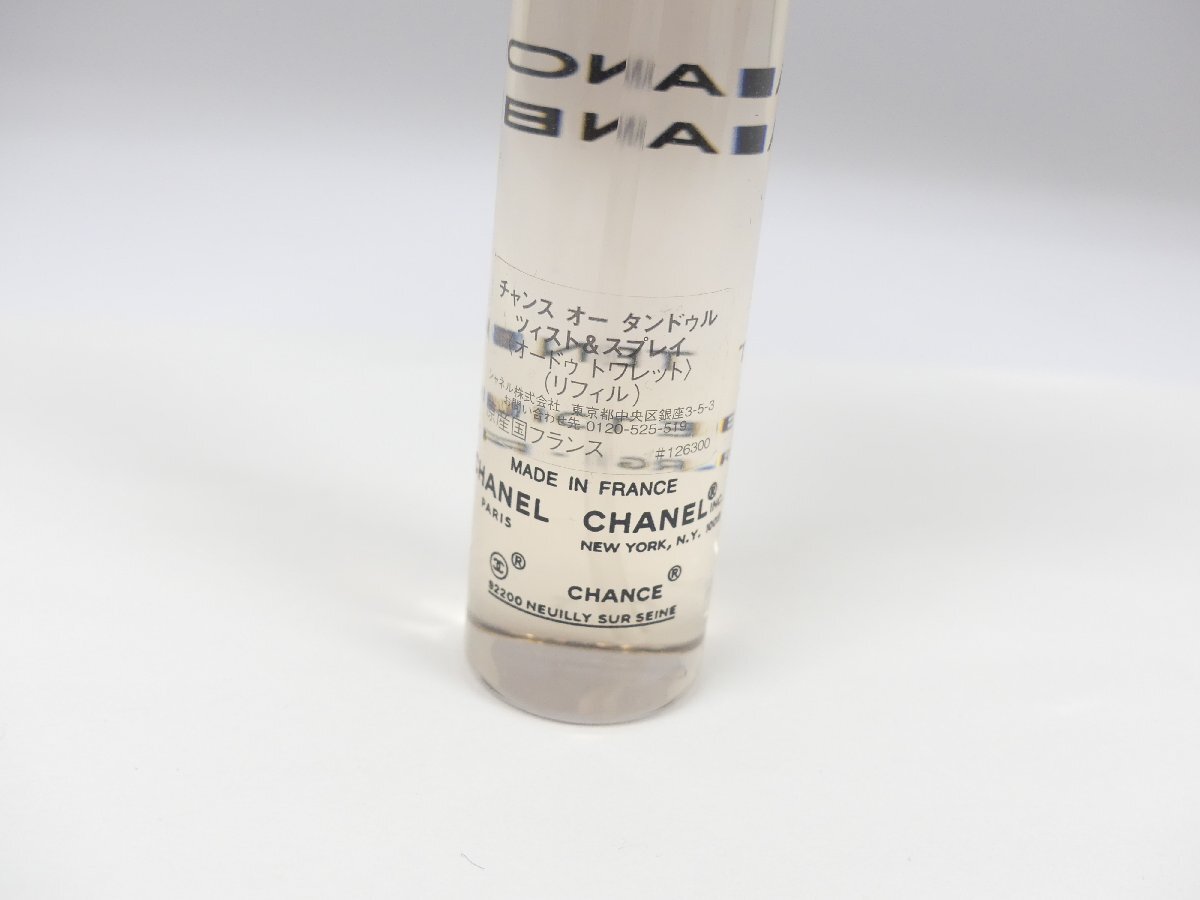 チャンス オー タンドゥル
ツイスト&スプレイ
〈オードゥ トワレット〉
(リフィル)
シャネル株式会社 東京都中央区銀座3-5-3
お問い合わせ先 0120-525-519
原産国フランス #126300
MADE IN FRANCE
CHANEL CHANEL® INC.
PARIS NEW YORK, N.Y.
® CHANCE®
92200 NEUILLY SUR SEINE